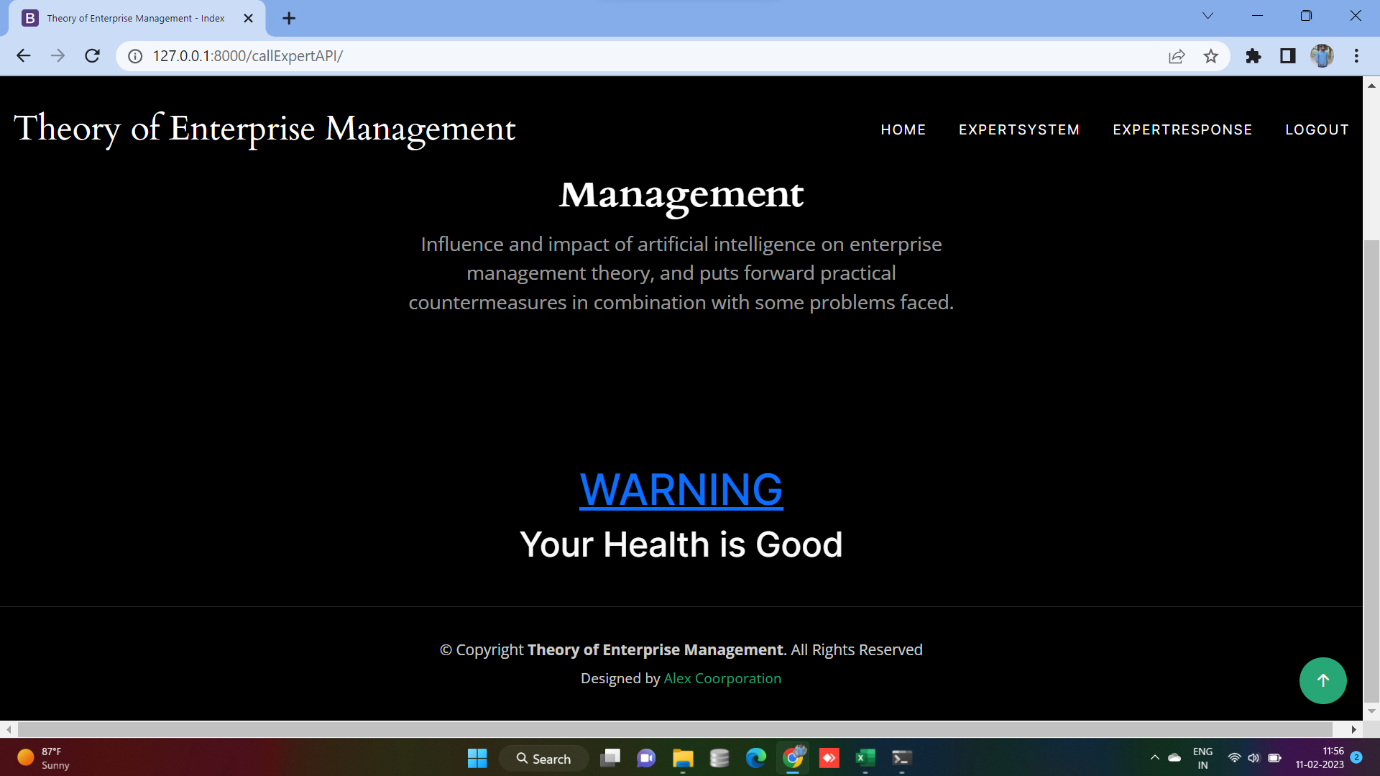 Theory of Enterprise Management - Index
127.0.0.1:8000/callExpertAPI/
Theory of Enterprise Management
HOME EXPERTSYSTEM EXPERTRESPONSE LOGOUT
Management
Influence and impact of artificial intelligence on enterprise
management theory, and puts forward practical
countermeasures in combination with some problems faced.
WARNING
Your Health is Good
© Copyright Theory of Enterprise Management. All Rights Reserved
Designed by Alex Coorporation
87°F
Sunny
Search
ENG
IN
11:56
11-02-2023
2